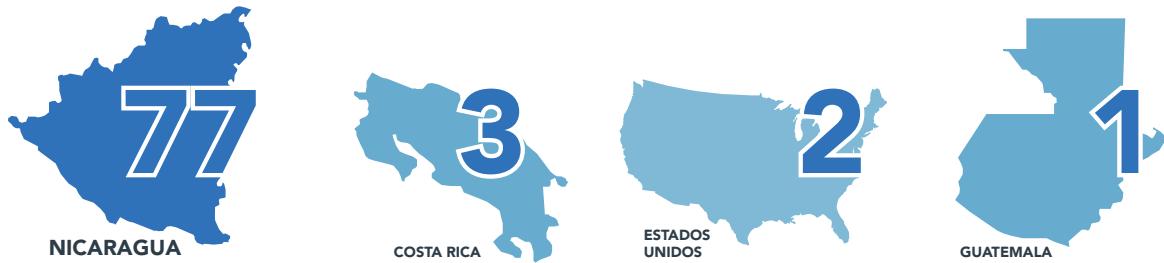 77
NICARAGUA
3
COSTA RICA
2
ESTADOS
UNIDOS
1
GUATEMALA